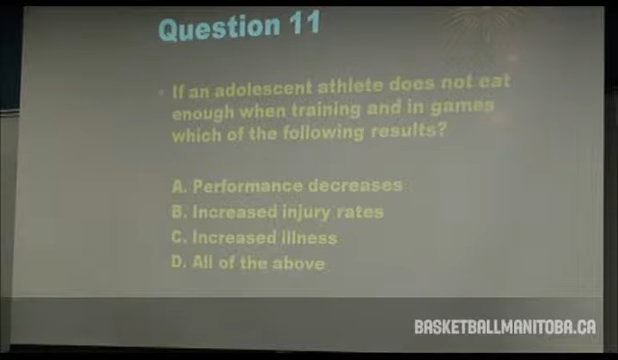 Question 11
• If an adolescent athlete does not eat
enough when training and in games
which of the following results?
A. Performance decreases
B. Increased injury rates
C. Increased illness
D. All of the above
BASKETBALLMANITOBA.CA